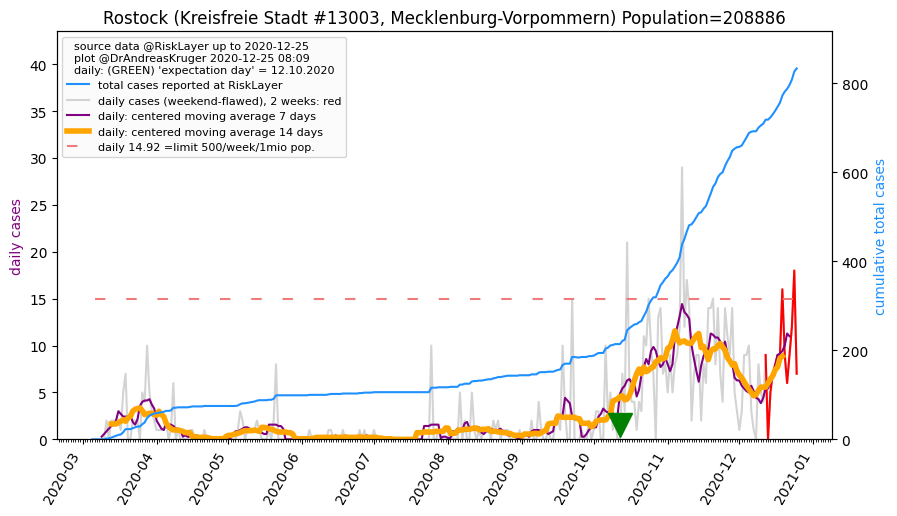 Rostock (Kreisfreie Stadt #13003, Mecklenburg-Vorpommern) Population=208886
source data @RiskLayer up to 2020-12-25
plot @DrAndreasKruger 2020-12-25 08:09
daily: (GREEN) 'expectation day' = 12.10.2020
total cases reported at RiskLayer
daily cases (weekend-flawed), 2 weeks: red
daily: centered moving average 7 days
daily: centered moving average 14 days
daily 14.92 =limit 500/week/1mio pop.
daily cases
40
35
30
25
20
15
10
5
0
cumulative total cases
800
600
400
200
0
2020-03
2020-04
2020-05
2020-06
2020-07
2020-08
2020-09
2020-10
2020-11
2020-12
2021-01